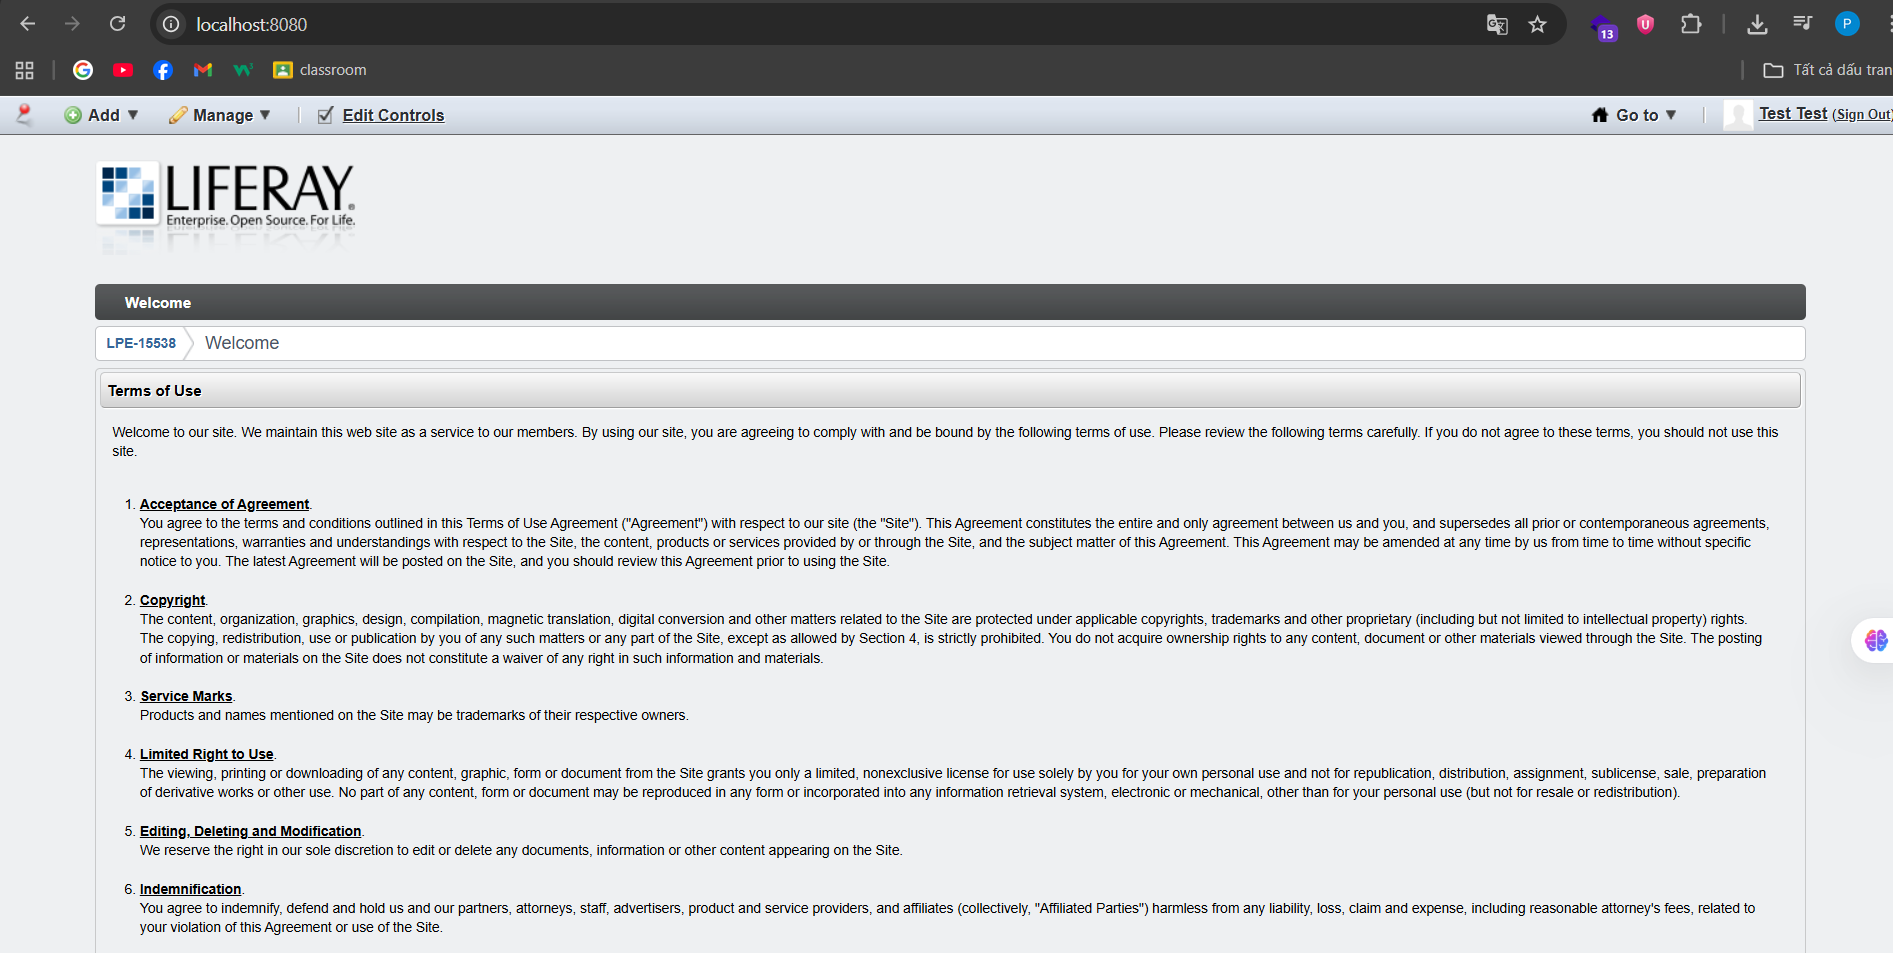 localhost:8080
13
U
P
classroom
Tất cả dấu tran
Add
Manage
Edit Controls
Go to
Test Test (Sign Out)
LIFERAY®
Enterprise. Open Source. For Life.
Welcome
LPE-15538
Welcome
Terms of Use
Welcome to our site. We maintain this web site as a service to our members. By using our site, you are agreeing to comply with and be bound by the following terms of use. Please review the following terms carefully. If you do not agree to these terms, you should not use this
site.
1. Acceptance of Agreement.
You agree to the terms and conditions outlined in this Terms of Use Agreement ("Agreement") with respect to our site (the "Site"). This Agreement constitutes the entire and only agreement between us and you, and supersedes all prior or contemporaneous agreements,
representations, warranties and understandings with respect to the Site, the content, products or services provided by or through the Site, and the subject matter of this Agreement. This Agreement may be amended at any time by us from time to time without specific
notice to you. The latest Agreement will be posted on the Site, and you should review this Agreement prior to using the Site.
2. Copyright.
The content, organization, graphics, design, compilation, magnetic translation, digital conversion and other matters related to the Site are protected under applicable copyrights, trademarks and other proprietary (including but not limited to intellectual property) rights.
The copying, redistribution, use or publication by you of any such matters or any part of the Site, except as allowed by Section 4, is strictly prohibited. You do not acquire ownership rights to any content, document or other materials viewed through the Site. The posting
of information or materials on the Site does not constitute a waiver of any right in such information and materials.
3. Service Marks.
Products and names mentioned on the Site may be trademarks of their respective owners.
4. Limited Right to Use.
The viewing, printing or downloading of any content, graphic, form or document from the Site grants you only a limited, nonexclusive license for use solely by you for your own personal use and not for republication, distribution, assignment, sublicense, sale, preparation
of derivative works or other use. No part of any content, form or document may be reproduced in any form or incorporated into any information retrieval system, electronic or mechanical, other than for your personal use (but not for resale or redistribution).
5. Editing, Deleting and Modification.
We reserve the right in our sole discretion to edit or delete any documents, information or other content appearing on the Site.
6. Indemnification.
You agree to indemnify, defend and hold us and our partners, attorneys, staff, advertisers, product and service providers, and affiliates (collectively, "Affiliated Parties") harmless from any liability, loss, claim and expense, including reasonable attorney's fees, related to
your violation of this Agreement or use of the Site.